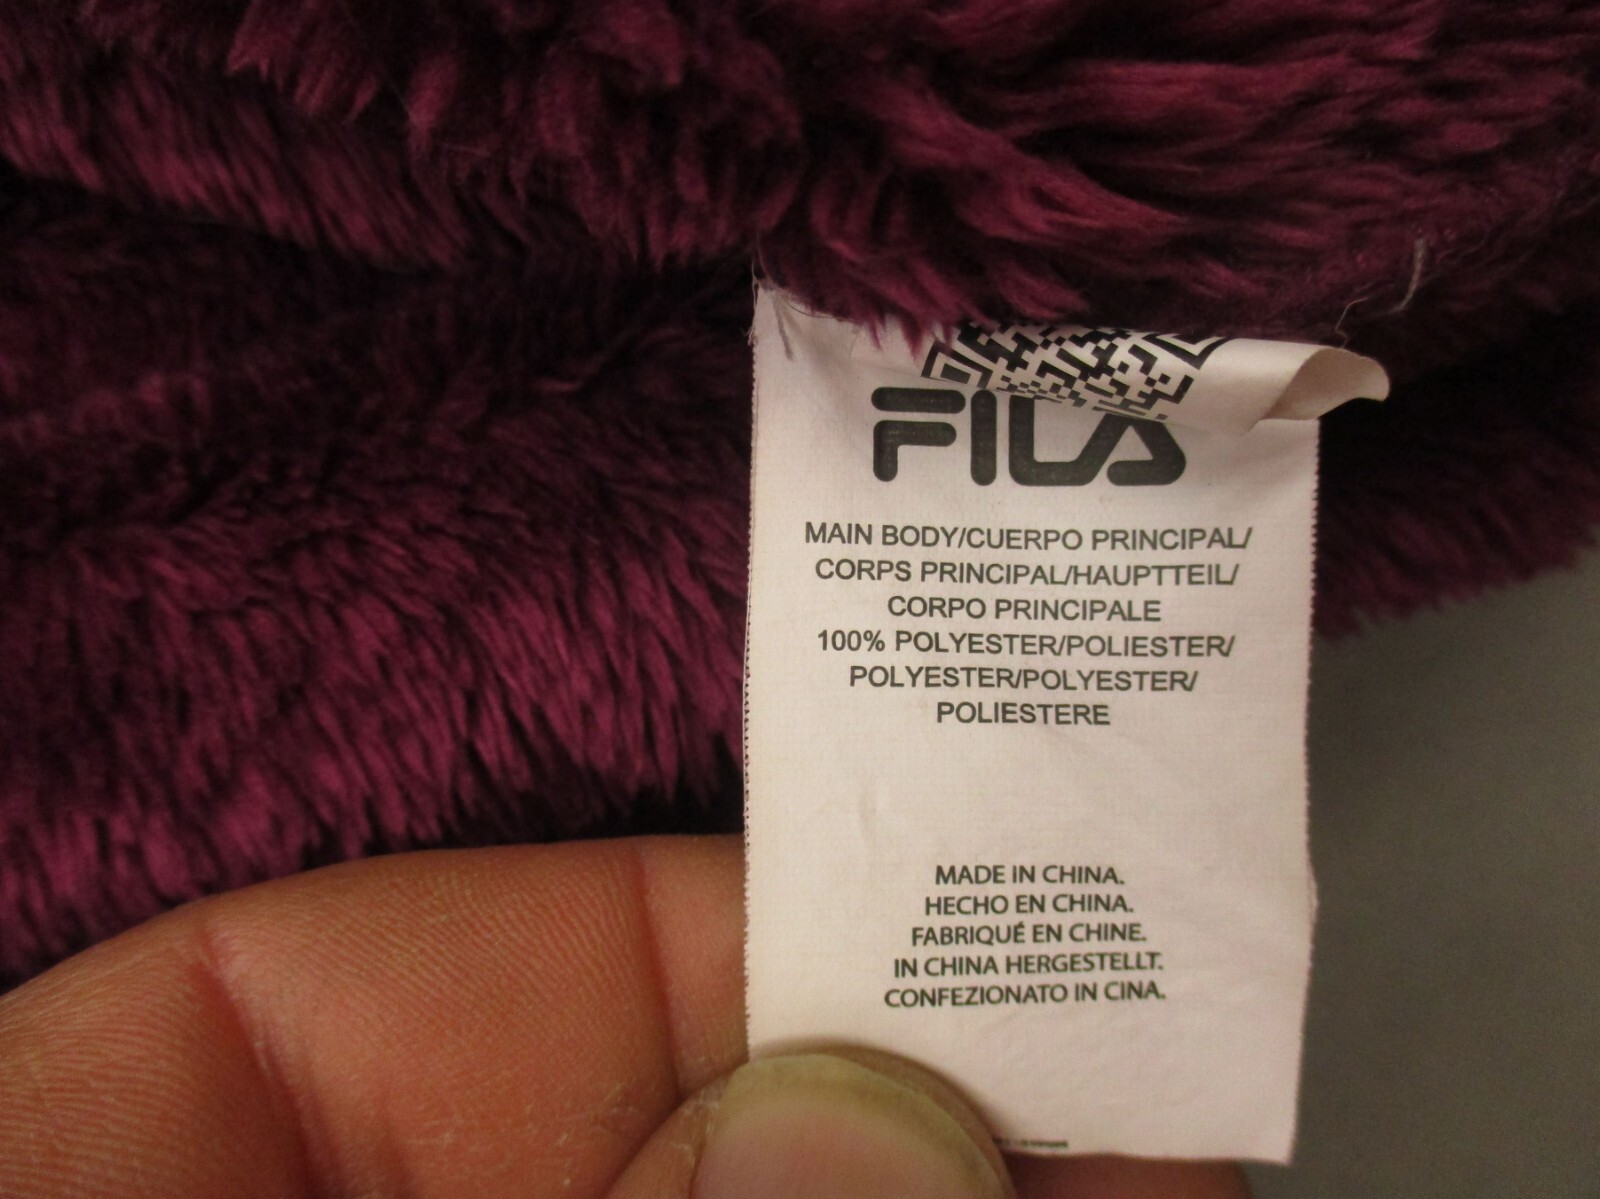 FILA
MAIN BODY/CUERPO PRINCIPAL/
CORPS PRINCIPAL/HAUPTTEIL/
CORPO PRINCIPALE
100% POLYESTER/POLIESTER/
POLYESTER/POLYESTER/
POLIESTERE
MADE IN CHINA.
HECHO EN CHINA.
FABRIQUÉ EN CHINE.
IN CHINA HERGESTELLT.
CONFEZIONATO IN CINA.